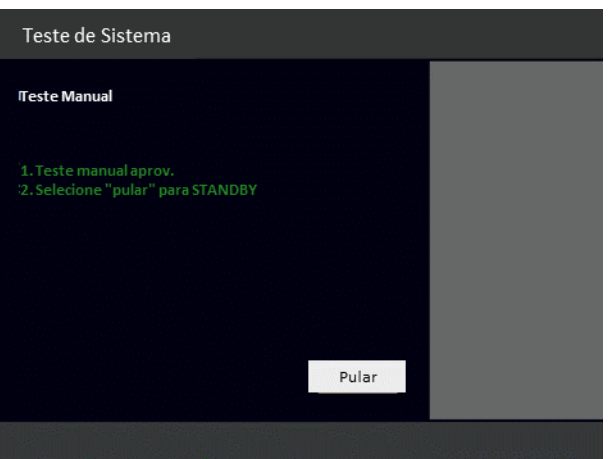 Teste de Sistema
Teste Manual
1. Teste manual aprov.
2. Selecione "pular" para STANDBY
Pular